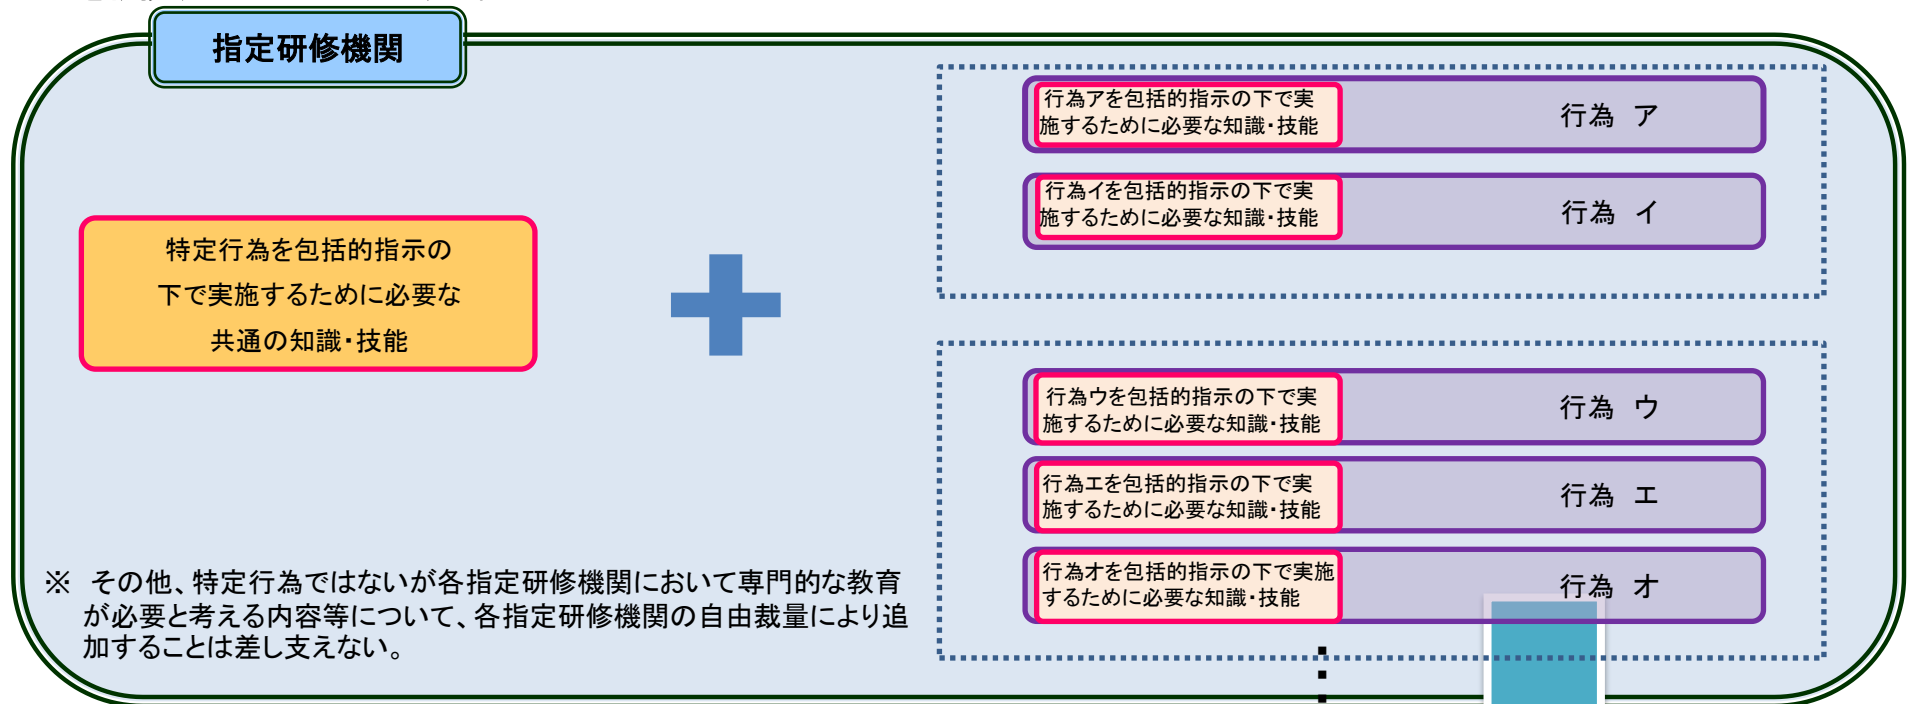 指定研修機関
特定行為を包括的指示の
下で実施するために必要な
共通の知識・技能
行為アを包括的指示の下で実
施するために必要な知識・技能
行為 ア
行為イを包括的指示の下で実
施するために必要な知識・技能
行為 イ
行為ウを包括的指示の下で実
施するために必要な知識・技能
行為 ウ
行為エを包括的指示の下で実
施するために必要な知識・技能
行為 エ
行為オを包括的指示の下で実施
するために必要な知識・技能
行為 オ
※ その他、特定行為ではないが各指定研修機関において専門的な教育
が必要と考える内容等について、各指定研修機関の自由裁量により追
加することは差し支えない。